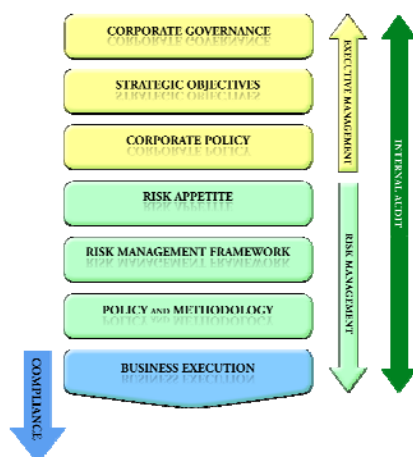 CORPORATE GOVERNANCE
STRATEGIC OBJECTIVES
CORPORATE POLICY
RISK APPETITE
RISK MANAGEMENT FRAMEWORK
POLICY AND METHODOLOGY
BUSINESS EXECUTION
COMPLIANCE
EXECUTIVE MANAGEMENT
RISK MANAGEMENT
INTERNAL AUDIT